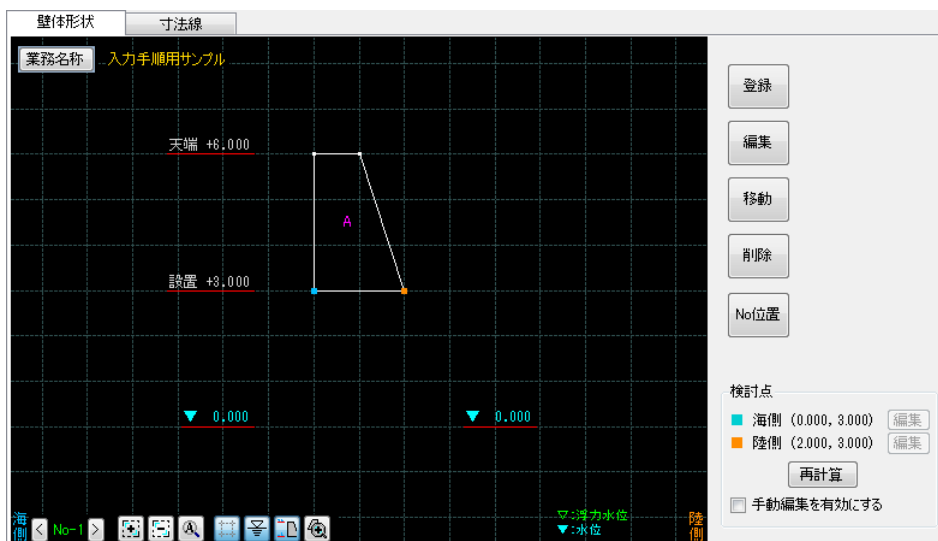 壁体形状 寸法線
業務名称 入力手順用サンプル
天端 +6.000
A
設置 +3.000
0.000 0.000
▽:浮力水位
▼:水位
海側
No-1
陸側
登録
編集
移動
削除
No位置
検討点
海側 (0.000, 3.000) 編集
陸側 (2.000, 3.000) 編集
再計算
手動編集を有効にする